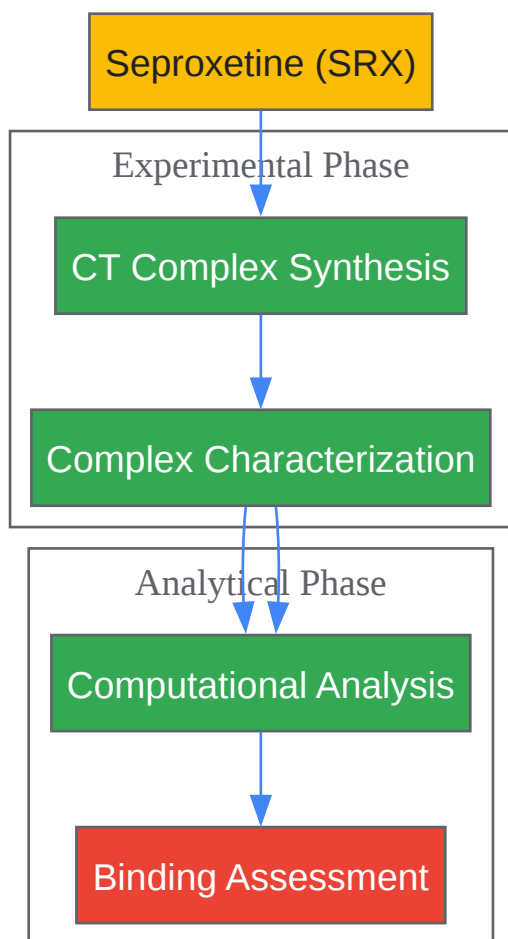 Seproxetine (SRX)
Experimental Phase
CT Complex Synthesis
Complex Characterization
Analytical Phase
Computational Analysis
Binding Assessment